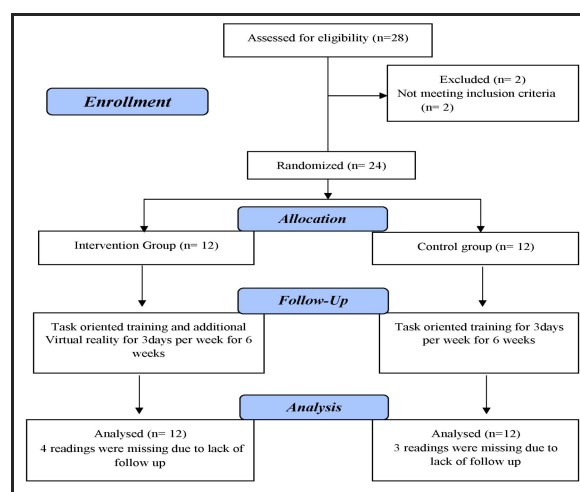 Assessed for eligibility (n=28)
Excluded (n= 2)
Not meeting inclusion criteria
(n= 2)
Enrollment
Randomized (n= 24)
Allocation
Intervention Group (n= 12)
Control group (n= 12)
Follow-Up
Task oriented training and additional
Virtual reality for 3days per week for 6
weeks
Task oriented training for 3days
per week for 6 weeks
Analysis
Analysed (n= 12)
4 readings were missing due to lack of
follow up
Analysed (n=12)
3 readings were missing due to
lack of follow up